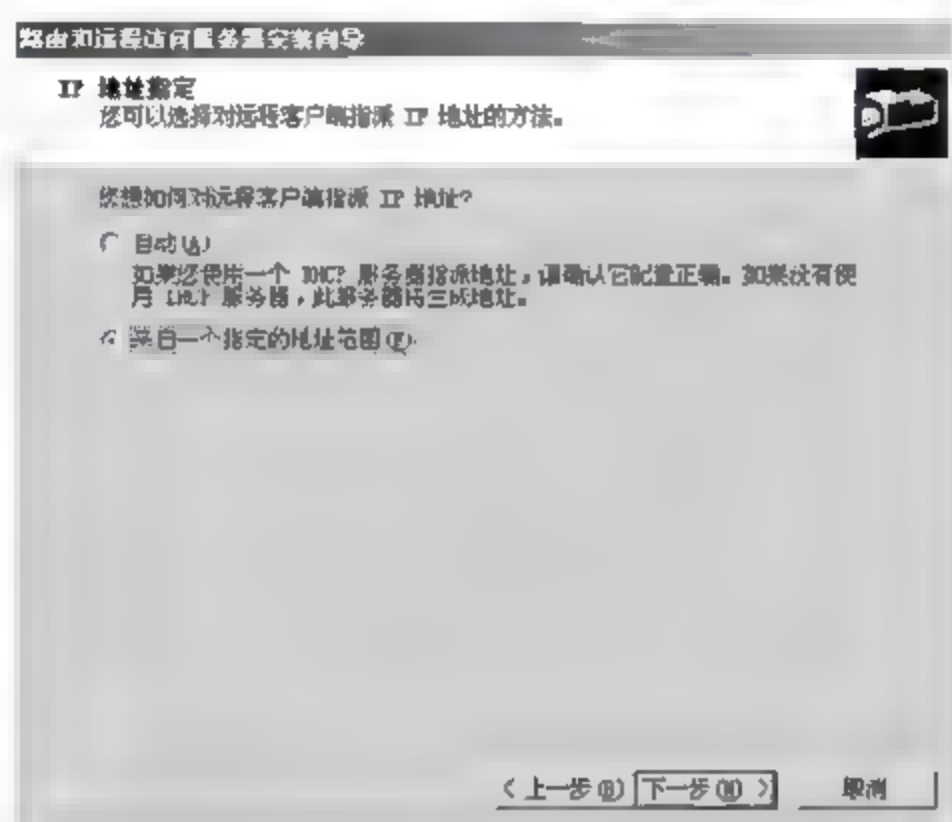 路由和远程访问服务器安装向导
IP 地址指定
您可以选择对远程客户端指派 IP 地址的方法。
您想如何对远程客户端指派 IP 地址?
自动(A)
如果您使用一个 DHCP 服务器指派地址，请确认它配置正确。如果没有使
用 DHCP 服务器，此服务器将生成地址。
来自一个指定的地址范围(F)
< 上一步(B)
下一步(N) >
取消